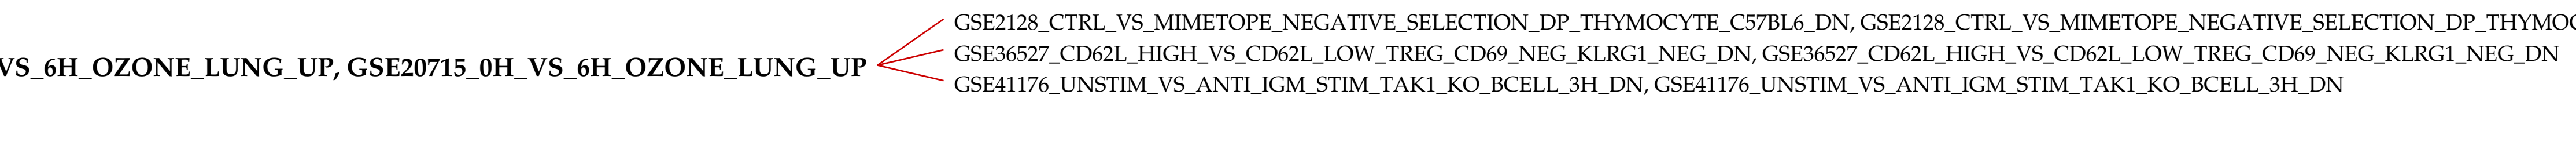 GSE2128_CTRL_VS_MIMETOPE_NEGATIVE_SELECTION_DP_THYMOCYTE_C57BL6_DN, GSE2128_CTRL_VS_MIMETOPE_NEGATIVE_SELECTION_DP_THYMOC
GSE36527_CD62L_HIGH_VS_CD62L_LOW_TREG_CD69_NEG_KLRG1_NEG_DN, GSE36527_CD62L_HIGH_VS_CD62L_LOW_TREG_CD69_NEG_KLRG1_NEG_DN
VS_6H_OZONE_LUNG_UP, GSE20715_0H_VS_6H_OZONE_LUNG_UP
GSE41176_UNSTIM_VS_ANTI_IGM_STIM_TAK1_KO_BCELL_3H_DN, GSE41176_UNSTIM_VS_ANTI_IGM_STIM_TAK1_KO_BCELL_3H_DN